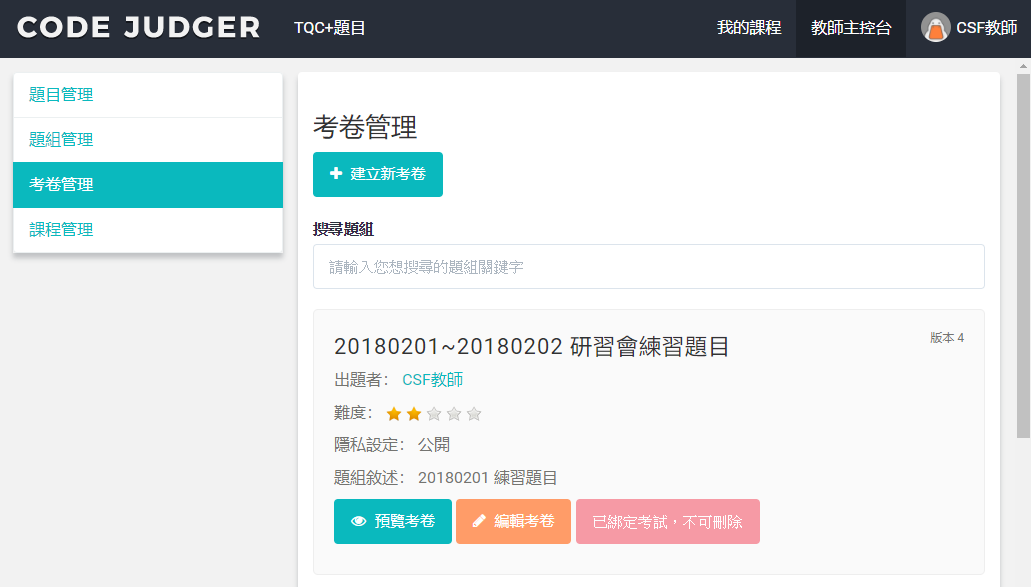 CODE JUDGER TQC+題目 我的課程 教師主控台 CSF教師
題目管理
題組管理
考卷管理
課程管理
考卷管理
建立新考卷
搜尋題組
請輸入您想搜尋的題組關鍵字
20180201~20180202 研習會練習題目 版本 4
出題者： CSF教師
難度：
隱私設定： 公開
題組敘述： 20180201 練習題目
預覽考卷 編輯考卷 已綁定考試，不可刪除